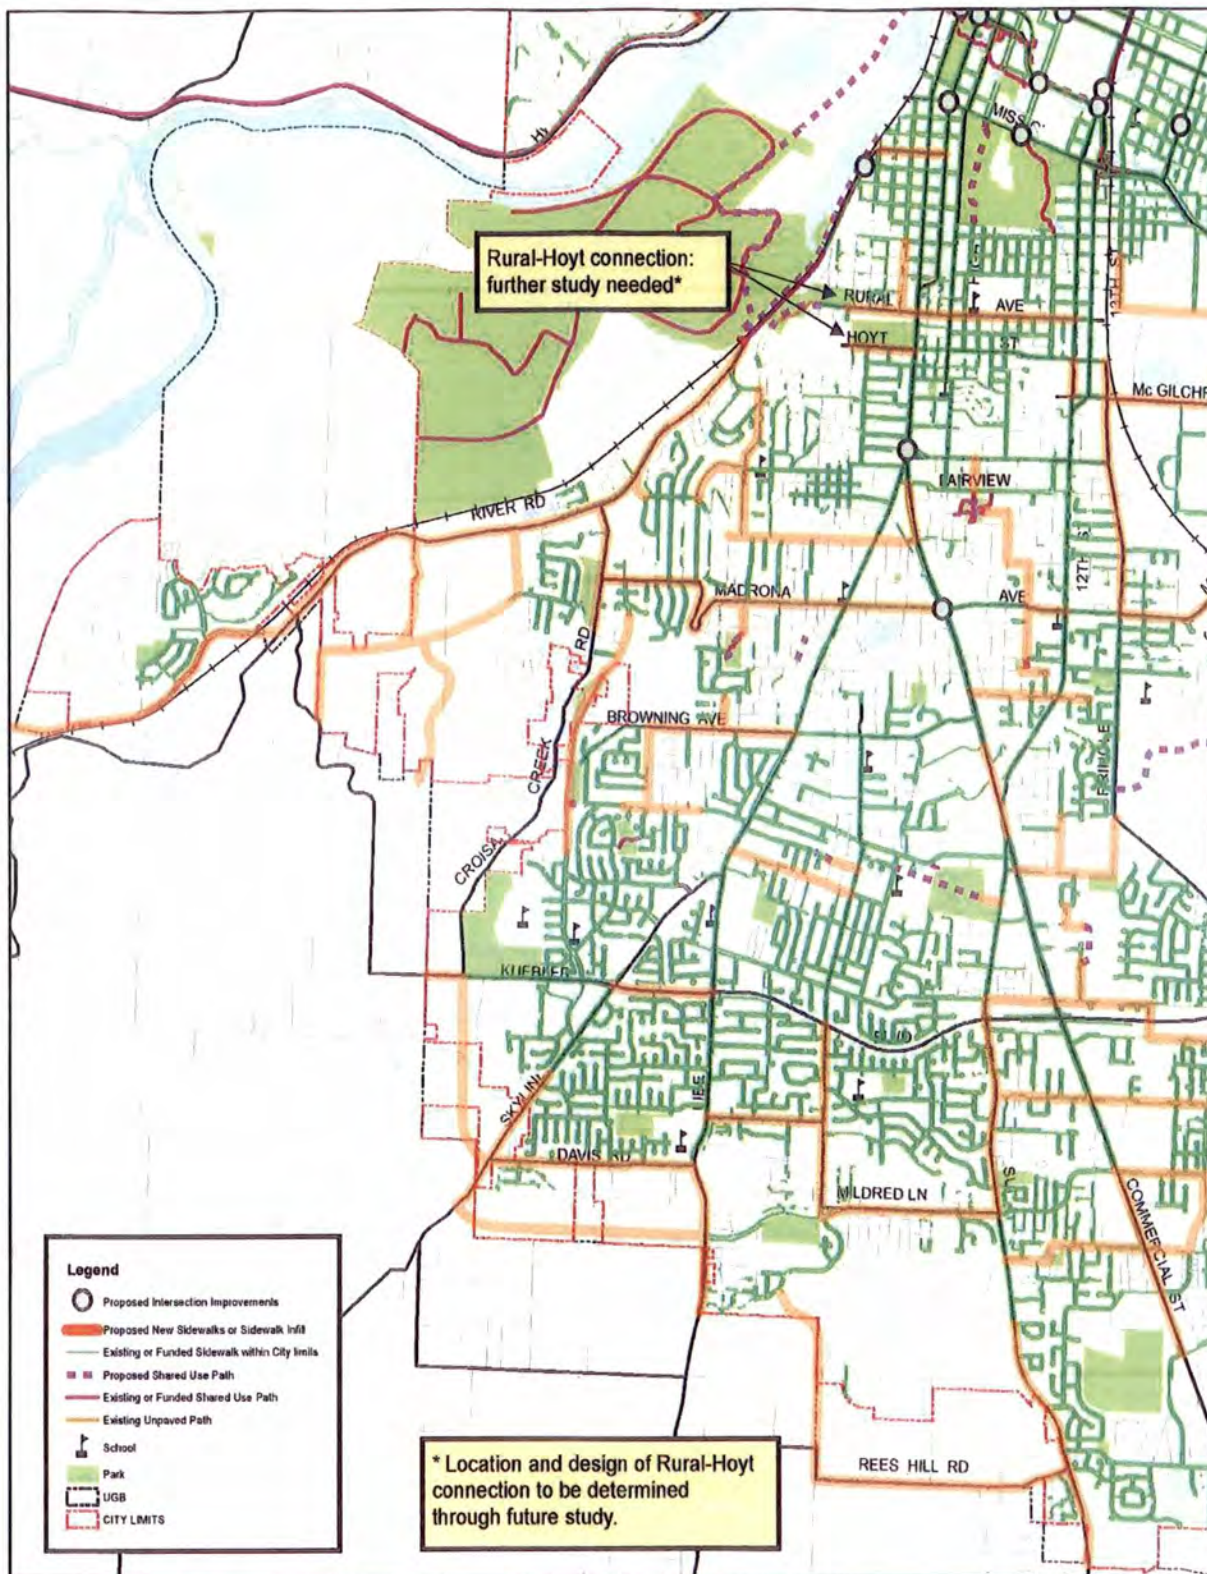 MISSI
Rural-Hoyt connection:
further study needed*
RURAL
AVE
13TH ST
HOYT
ST
Mc GILCHR
FAIRVIEW
RIVER RD
12TH ST
MADRONA
AVE
RD
BROWNING AVE
CREEK
CROISA
KUEBLER
SKYLINE
DAVIS RD
MILDRED LN
COMMERCIAL ST
Legend
Proposed Intersection Improvements
Proposed New Sidewalks or Sidewalk Infill
Existing or Funded Sidewalk within City limits
Proposed Shared Use Path
Existing or Funded Shared Use Path
Existing Unpaved Path
School
Park
UGB
CITY LIMITS
* Location and design of Rural-Hoyt
connection to be determined
through future study.
REES HILL RD